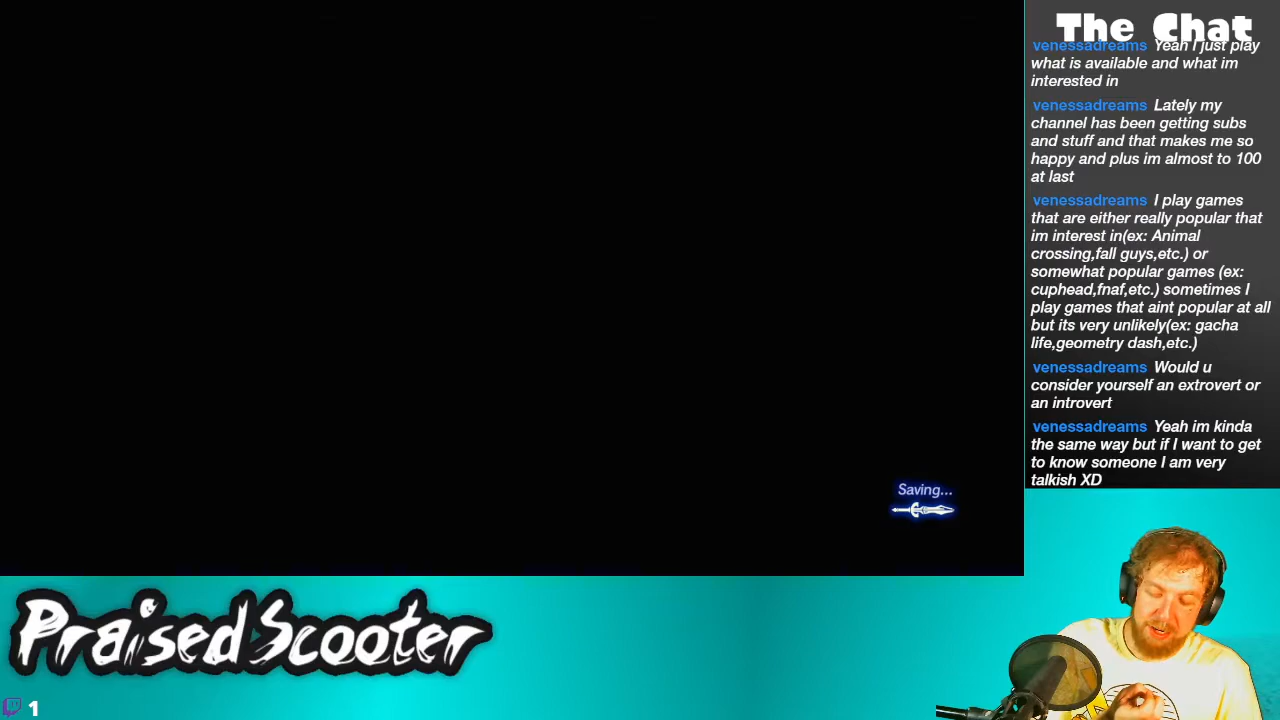 The Chat
venessadreams Yeah I just play
what is available and what im
interested in
venessadreams Lately my
channel has been getting subs
and stuff and that makes me so
happy and plus im almost to 100
at last
venessadreams I play games
that are either really popular that
im interest in(ex: Animal
crossing,fall guys,etc.) or
somewhat popular games (ex:
cuphead,fnaf,etc.) sometimes I
play games that aint popular at all
but its very unlikely(ex: gacha
life,geometry dash,etc.)
venessadreams Would u
consider yourself an extrovert or
an introvert
venessadreams Yeah im kinda
the same way but if I want to get
to know someone I am very
talkish XD
Saving...
PraisedScooter
1